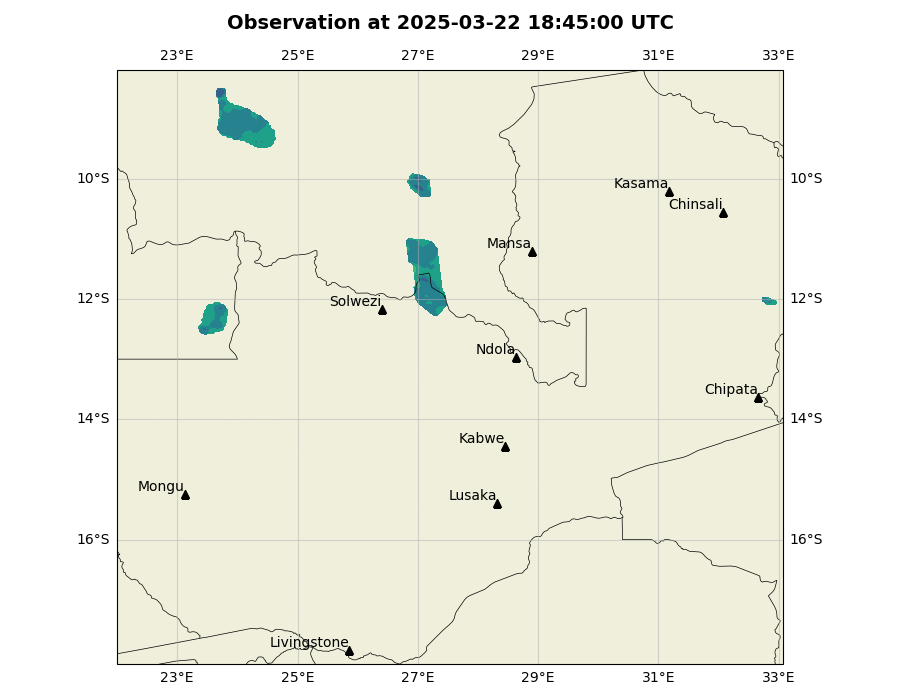 Observation at 2025-03-22 18:45:00 UTC
23°E 25°E 27°E 29°E 31°E 33°E
10°S 10°S
Kasama
Chinsali
Mansa
12°S 12°S
Solwezi
Ndola
Chipata
14°S 14°S
Kabwe
Mongu
Lusaka
16°S 16°S
Livingstone
23°E 25°E 27°E 29°E 31°E 33°E